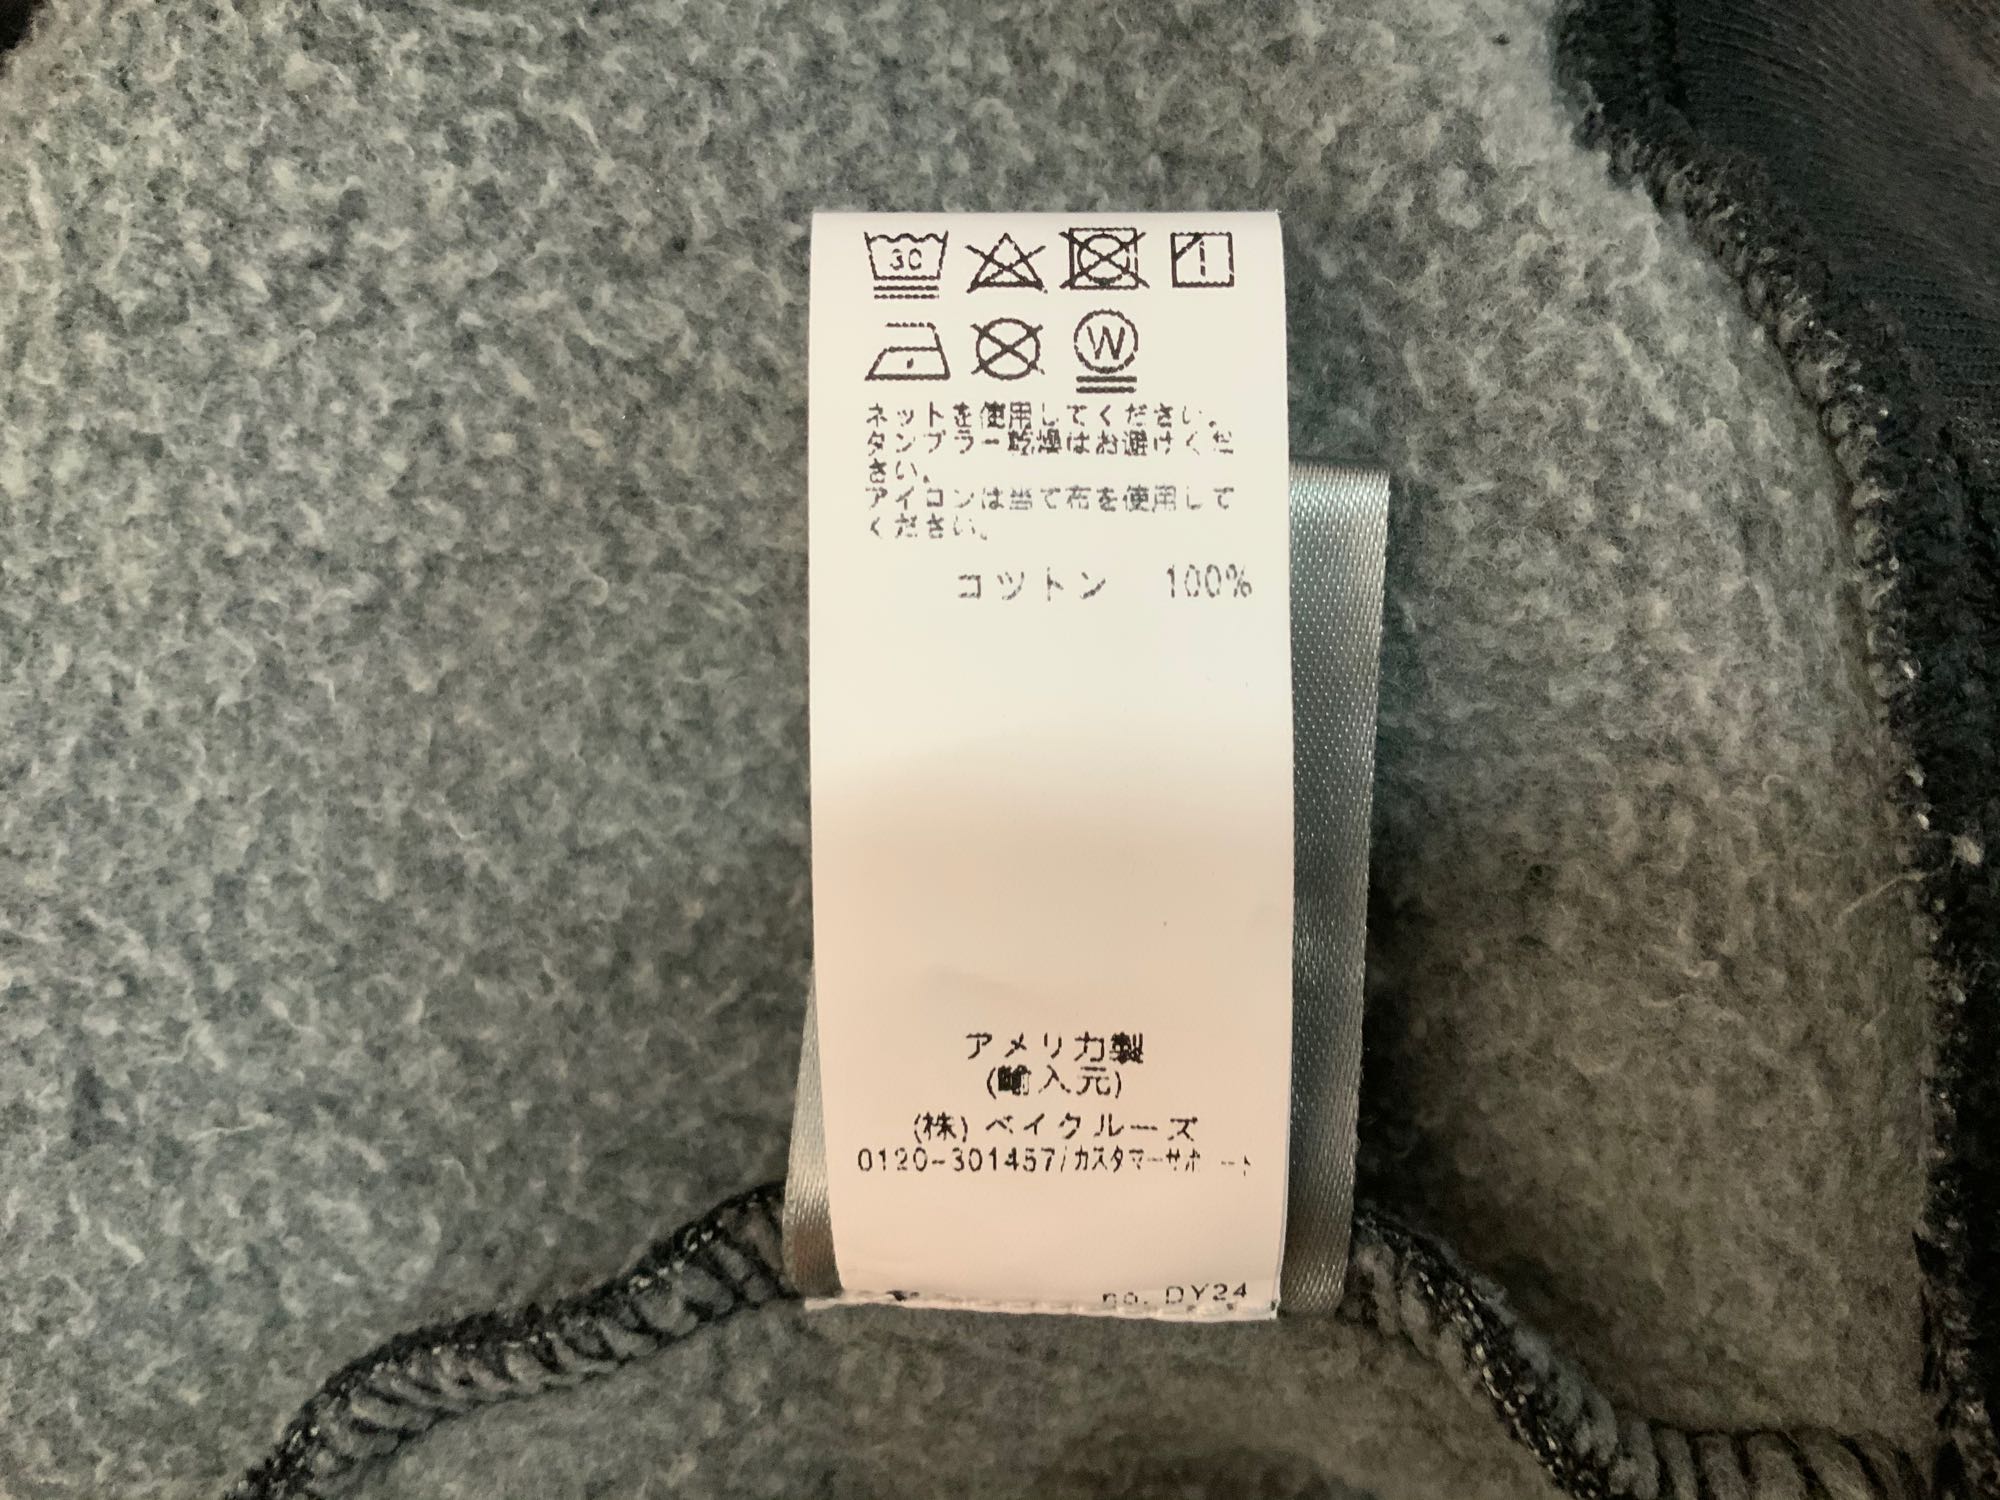 30
W
ネットを使用してください。
タンブラー乾燥はお避けくだ
さい。
アイロンは当て布を使用して
ください。
コットン 100%
アメリカ製
(輸入元)
(株) ベイクルーズ
0120-301457/カスタマーサポート
no. DY24